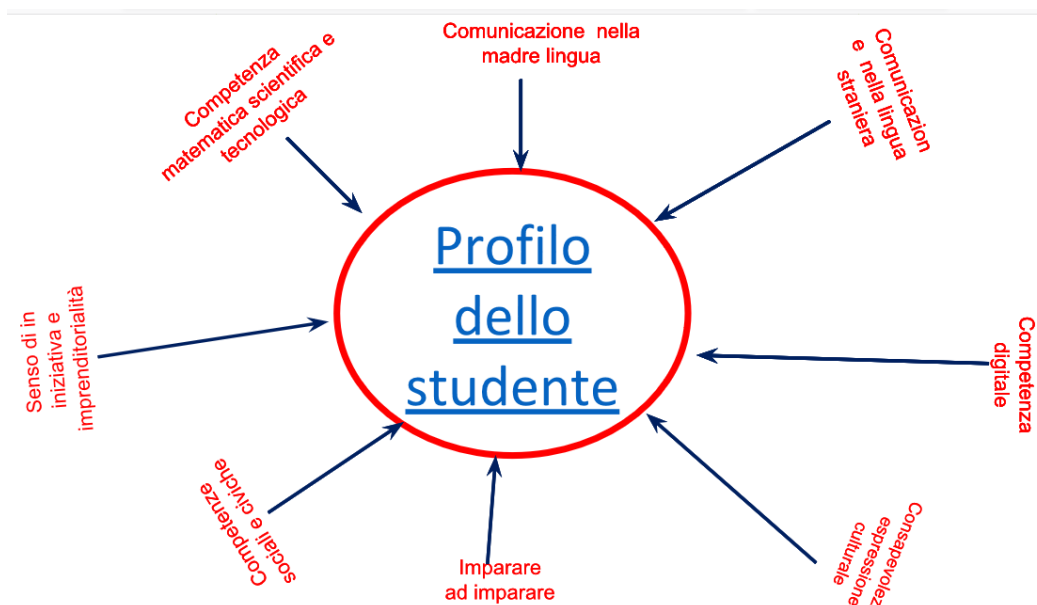 Comunicazione nella
madre lingua
Competenza
matematica scientifica e
tecnologica
Comunicazion
e nella lingua
straniera
Profilo
dello
studente
Senso di in
iniziativa e
imprenditorialità
Competenza
digitale
Competenze
sociali e civiche
Imparare
ad imparare
Consapevolez
espressione
culturale